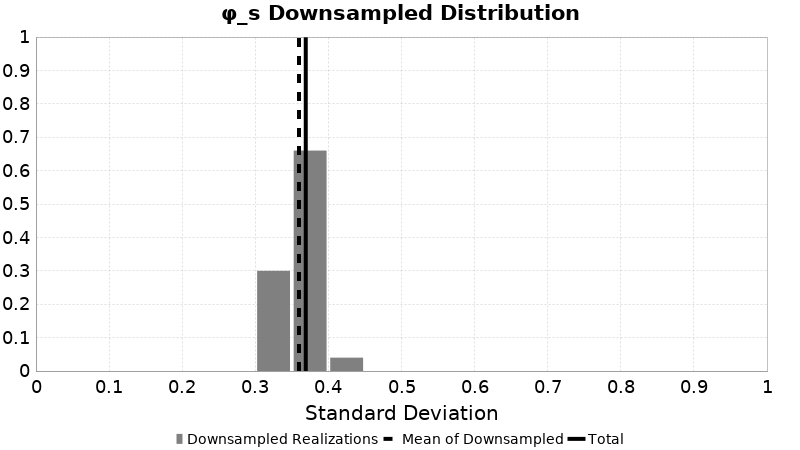 φ_s Downsampled Distribution
1
0.9
0.8
0.7
0.6
0.5
0.4
0.3
0.2
0.1
0
0 0.1 0.2 0.3 0.4 0.5 0.6 0.7 0.8 0.9 1
Standard Deviation
Downsampled Realizations Mean of Downsampled Total